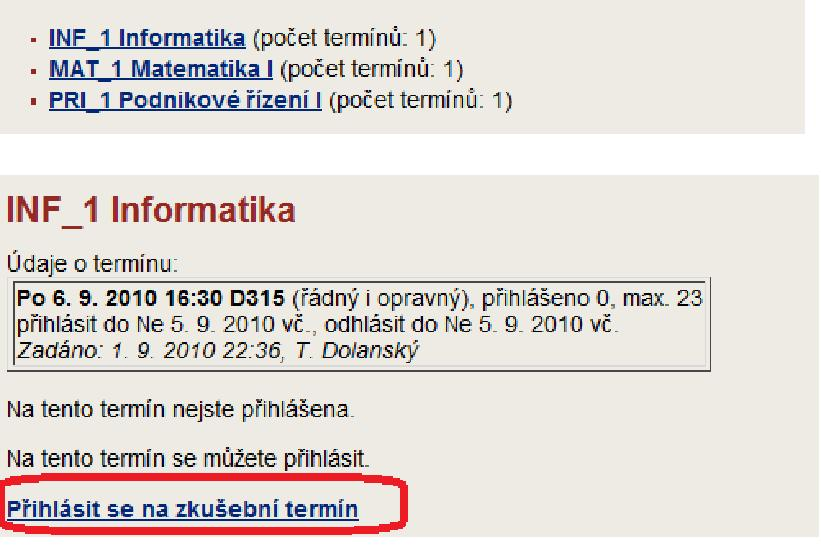 INF_1 Informatika (počet termínů: 1)
MAT_1 Matematika I (počet termínů: 1)
PRI_1 Podnikové řízení I (počet termínů: 1)
INF_1 Informatika
Údaje o termínu:
Po 6. 9. 2010 16:30 D315 (řádný i opravný), přihlášeno 0, max. 23
přihlásit do Ne 5. 9. 2010 vč., odhlásit do Ne 5. 9. 2010 vč.
Zadáno: 1. 9. 2010 22:36, T. Dolanský
Na tento termín nejste přihlášena.
Na tento termín se můžete přihlásit.
Přihlásit se na zkušební termín